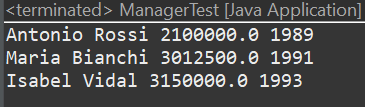 <terminated> ManagerTest [Java Application]
Antonio Rossi 2100000.0 1989
Maria Bianchi 3012500.0 1991
Isabel Vidal 3150000.0 1993